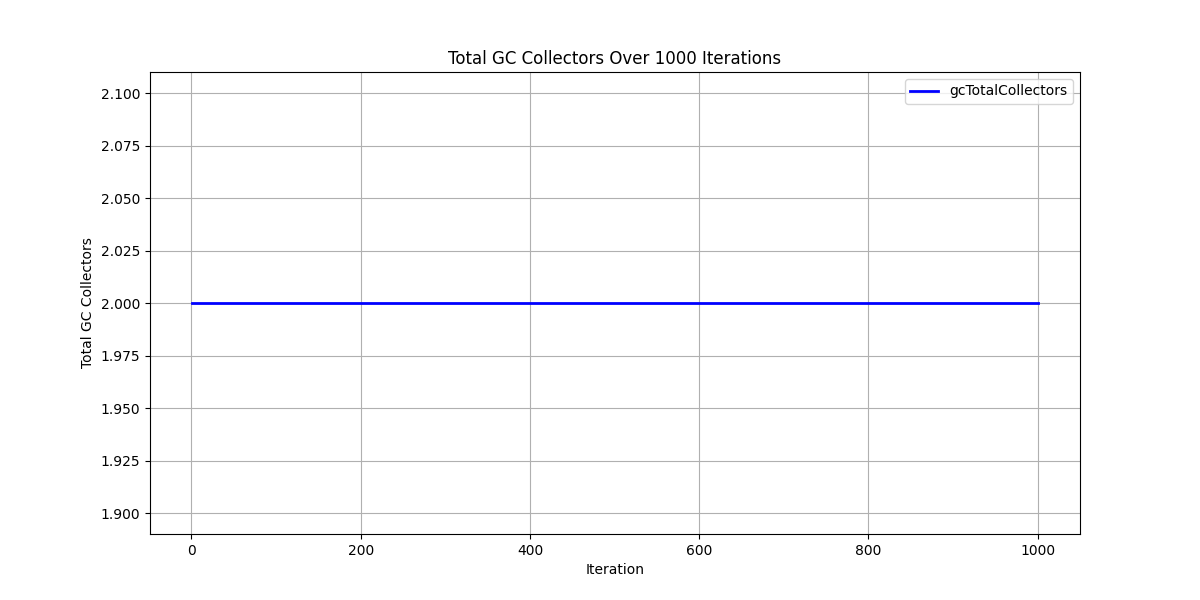 Total GC Collectors Over 1000 Iterations
gcTotalCollectors
Total GC Collectors
2.100
2.075
2.050
2.025
2.000
1.975
1.950
1.925
1.900
0 200 400 600 800 1000
Iteration